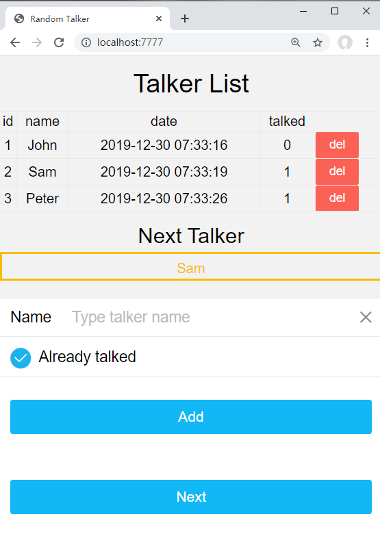 Random Talker
localhost:7777
Talker List
id name date talked
1 John 2019-12-30 07:33:16 0 del
2 Sam 2019-12-30 07:33:19 1 del
3 Peter 2019-12-30 07:33:26 1 del
Next Talker
Sam
Name Type talker name
Already talked
Add
Next